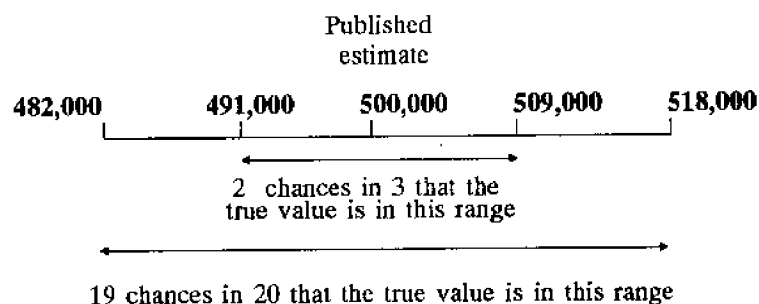 Published
estimate
482,000 491,000 500,000 509,000 518,000
2 chances in 3 that the
true value is in this range
19 chances in 20 that the true value is in this range